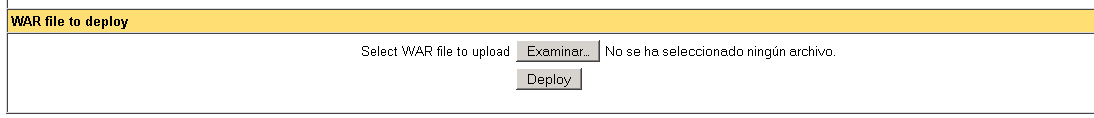 WAR file to deploy
Select WAR file to upload Examinar... No se ha seleccionado ningún archivo.
Deploy